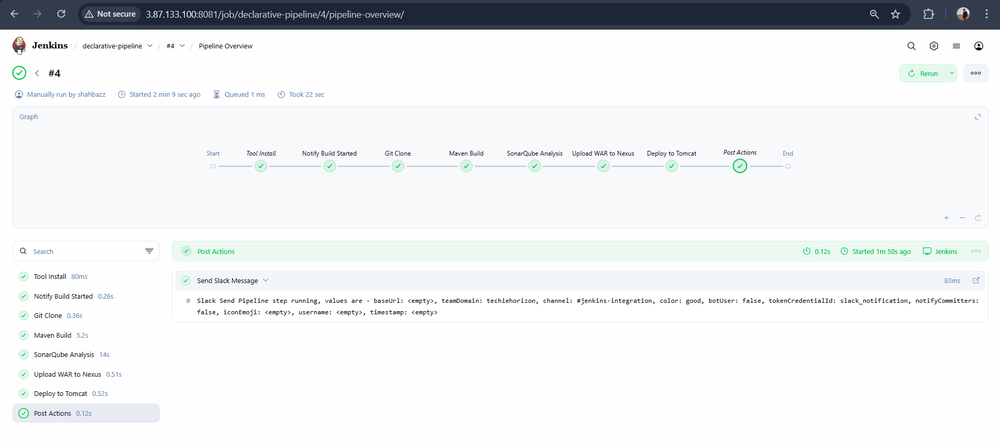 Not secure 3.87.133.100:8081/job/declarative-pipeline/4/pipeline-overview/
Jenkins / declarative-pipeline / #4 / Pipeline Overview
#4
Rerun
Manually run by shahbazz Started 2 min 9 sec ago Queued 1 ms Took 22 sec
Graph
Start Tool Install Notify Build Started Git Clone Maven Build SonarQube Analysis Upload WAR to Nexus Deploy to Tomcat Post Actions End
Search
Post Actions 0.12s Started 1m 50s ago Jenkins
Tool Install 80ms
Notify Build Started 0.26s
Git Clone 0.36s
Maven Build 5.2s
SonarQube Analysis 14s
Upload WAR to Nexus 0.51s
Deploy to Tomcat 0.52s
Post Actions 0.12s
Send Slack Message 83ms
0 Slack Send Pipeline step running, values are - baseUrl: <empty>, teamDomain: techiehorizon, channel: #jenkins-integration, color: good, botUser: false, tokenCredentialId: slack_notification, notifyCommitters:
false, iconEmoji: <empty>, username: <empty>, timestamp: <empty>